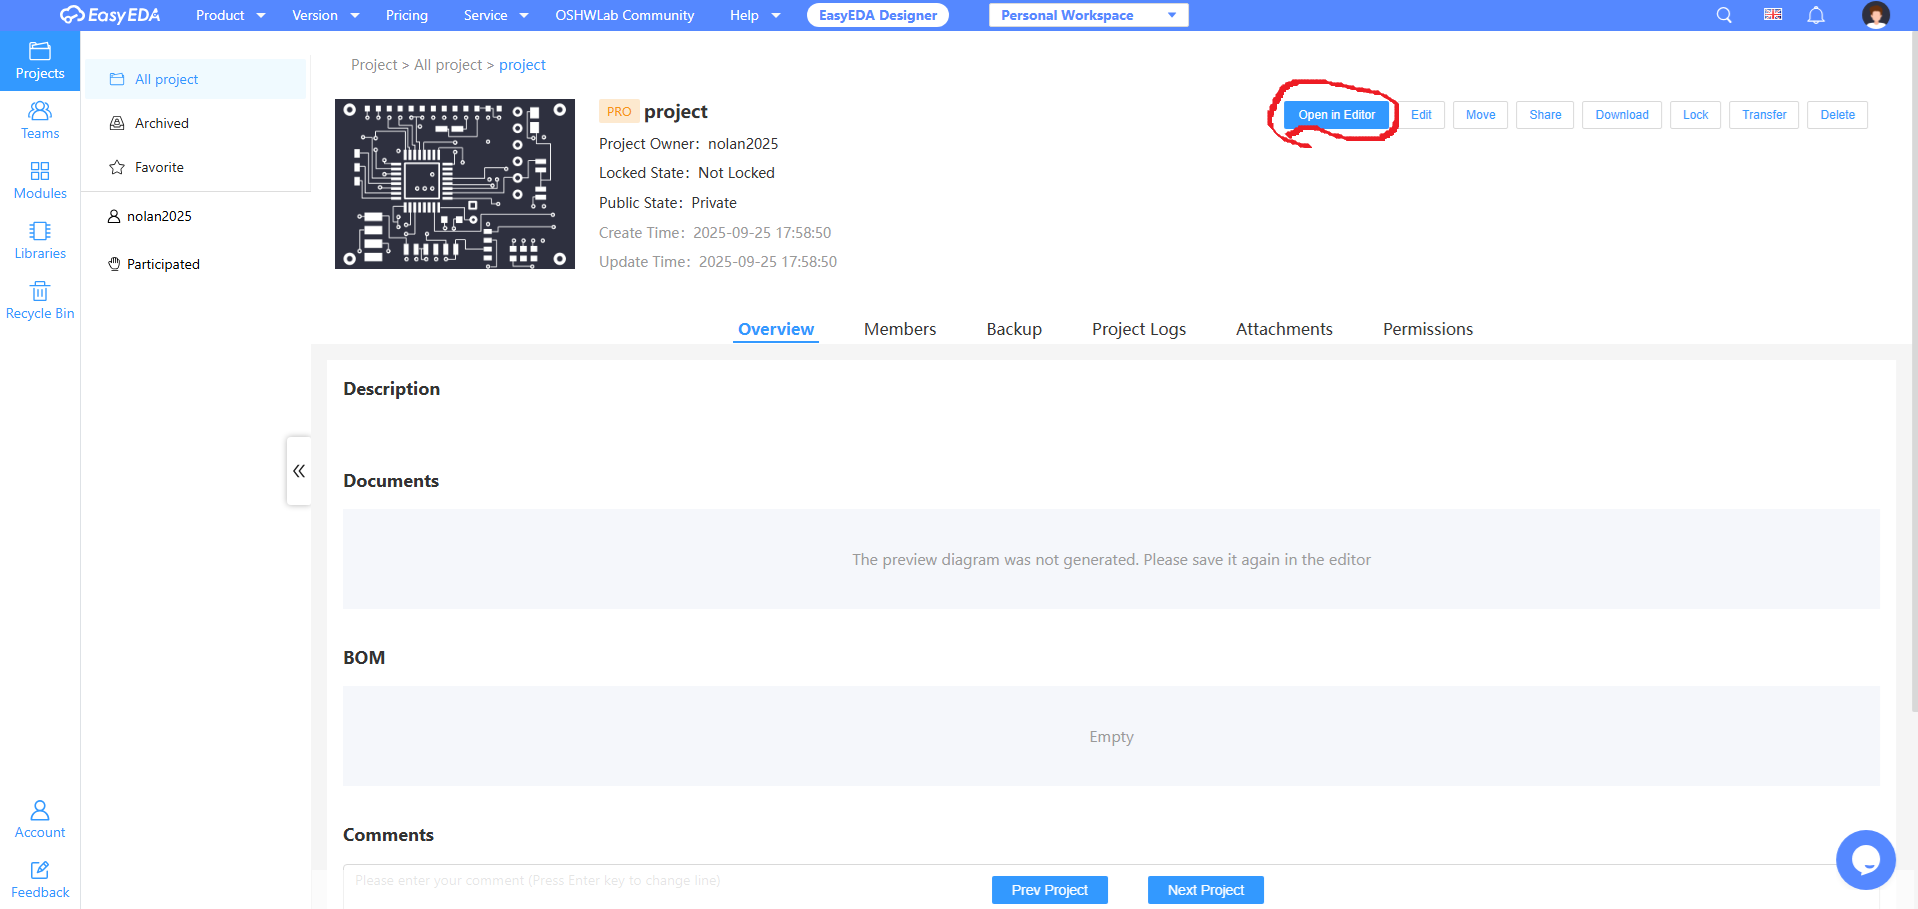 EasyEDA Product Version Pricing Service OSHWLab Community Help EasyEDA Designer Personal Workspace
Projects
Teams
Modules
Libraries
Recycle Bin
Account
Feedback
All project
Archived
Favorite
nolan2025
Participated
Project > All project > project
PRO project
Project Owner: nolan2025
Locked State: Not Locked
Public State: Private
Create Time: 2025-09-25 17:58:50
Update Time: 2025-09-25 17:58:50
Open in Editor Edit Move Share Download Lock Transfer Delete
Overview Members Backup Project Logs Attachments Permissions
Description
Documents
The preview diagram was not generated. Please save it again in the editor
BOM
Empty
Comments
Please enter your comment (Press Enter key to change line)
Prev Project Next Project